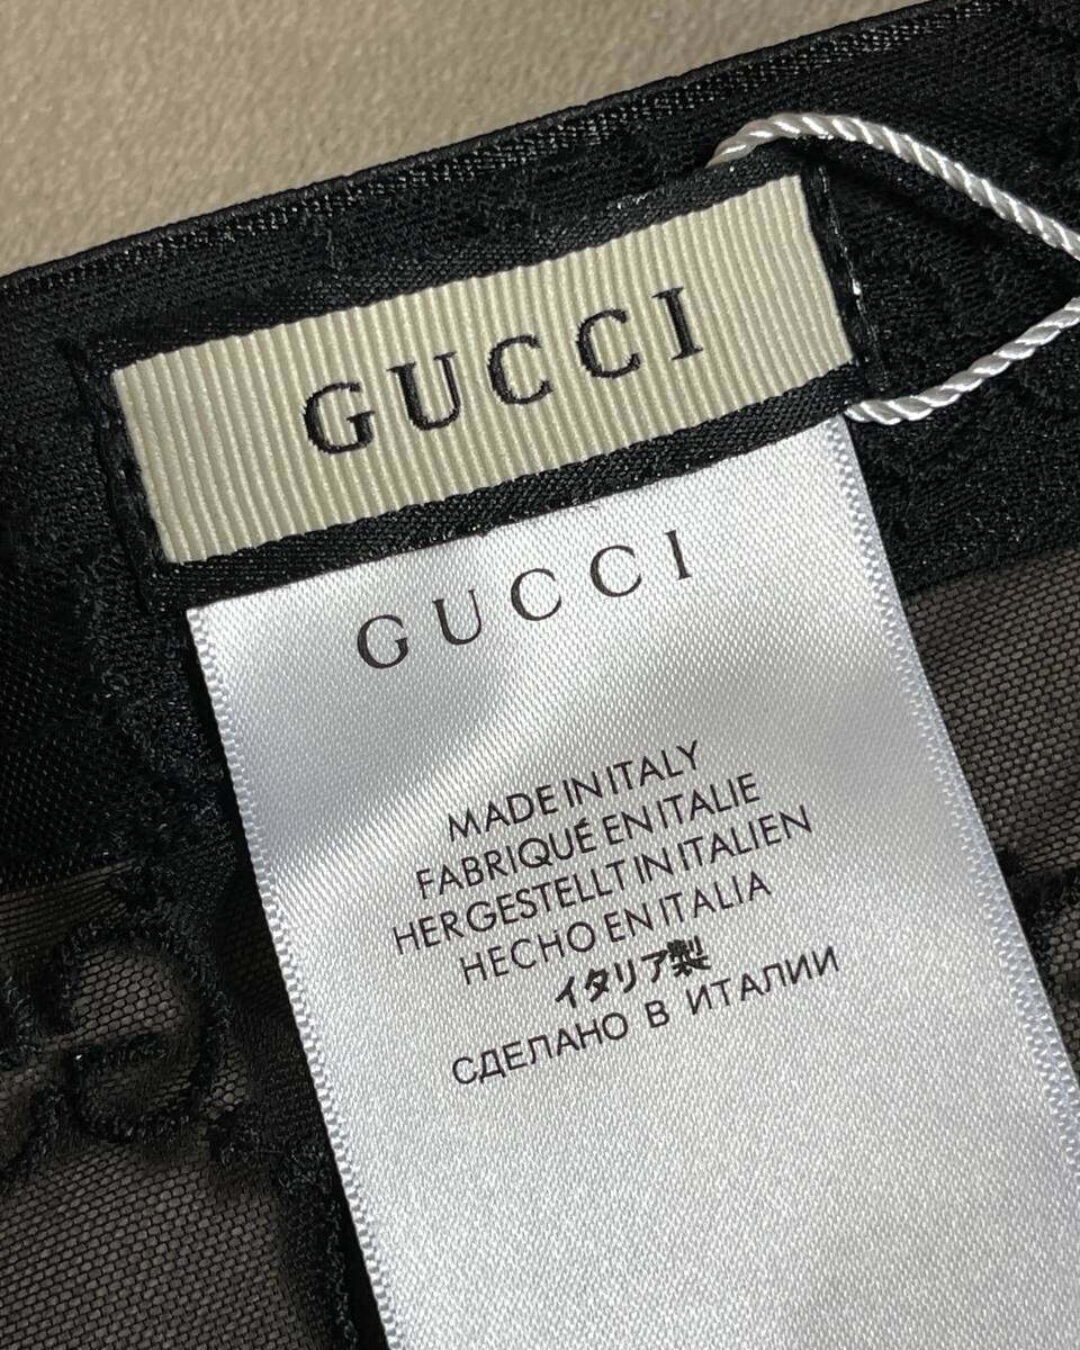 GUCCI
GUCCI
MADE IN ITALY
FABRIQUÉ EN ITALIE
HERGESTELLT IN ITALIEN
HECHO EN ITALIA
イタリア製
СДЕЛАНО В ИТАЛИИ